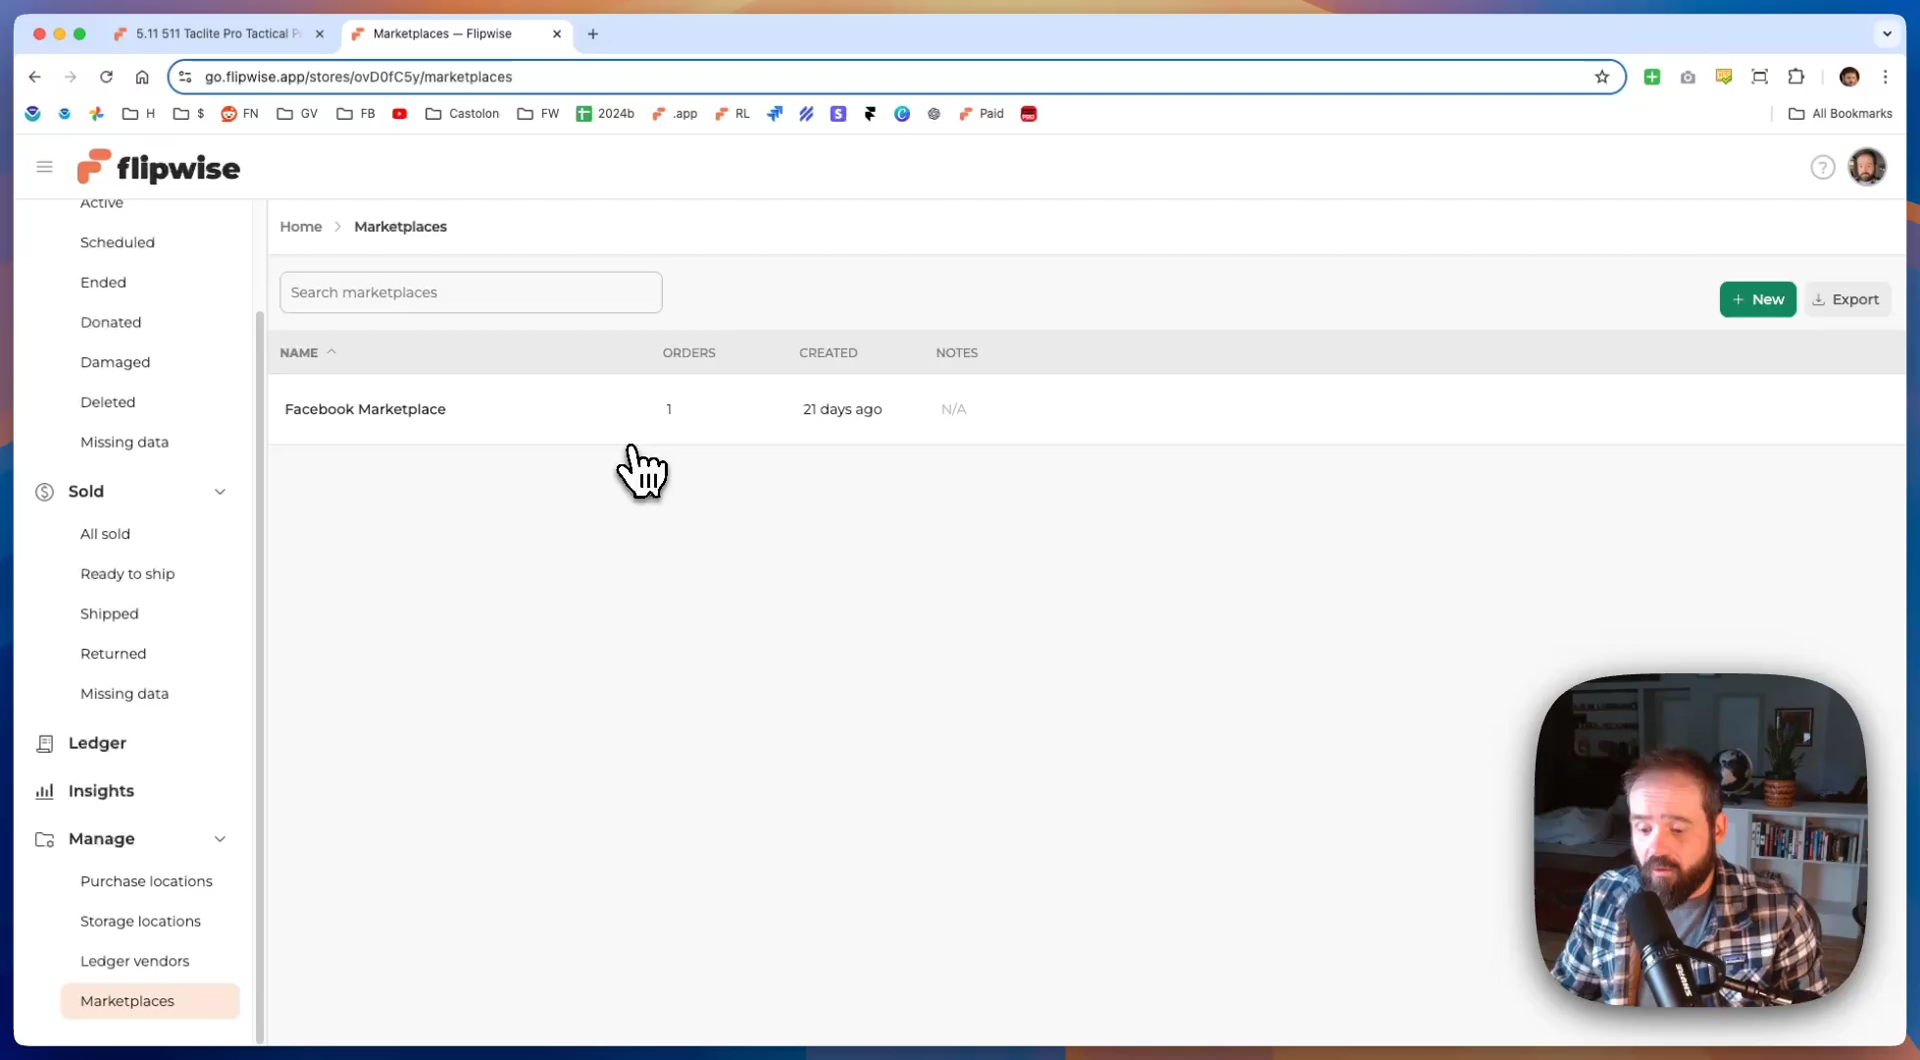 5.11 511 Taclite Pro Tactical P
Marketplaces — Flipwise
go.flipwise.app/stores/ovD0fC5y/marketplaces
H
$
FN
GV
FB
Castolon
FW
2024b
.app
RL
S
Paid
All Bookmarks
flipwise
?
Active
Scheduled
Ended
Donated
Damaged
Deleted
Missing data
Sold
All sold
Ready to ship
Shipped
Returned
Missing data
Ledger
Insights
Manage
Purchase locations
Storage locations
Ledger vendors
Marketplaces
Home > Marketplaces
Search marketplaces
+ New
Export
NAME ORDERS CREATED NOTES
Facebook Marketplace 1 21 days ago N/A